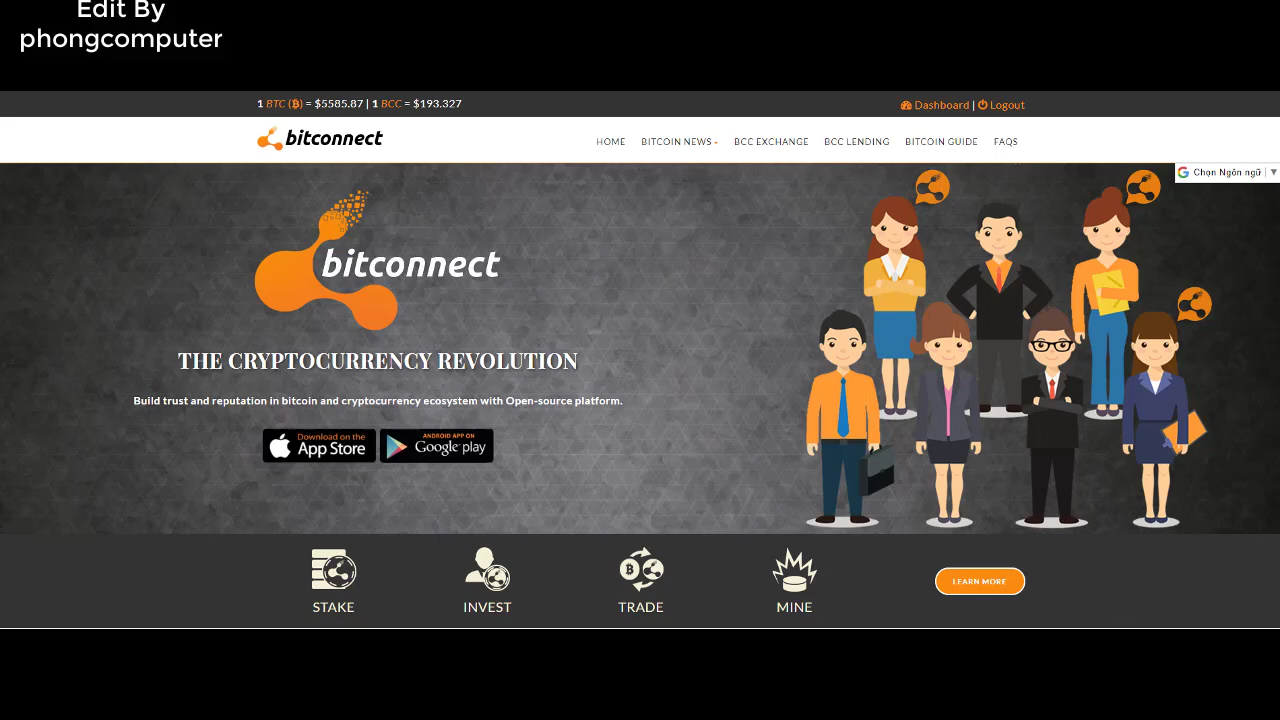 Edit By
phongcomputer
1 BTC (₿) = $5585.87 | 1 BCC = $193.327
Dashboard | Logout
bitconnect
HOME BITCOIN NEWS BCC EXCHANGE BCC LENDING BITCOIN GUIDE FAQS
Chọn Ngôn ngữ
bitconnect
THE CRYPTOCURRENCY REVOLUTION
Build trust and reputation in bitcoin and cryptocurrency ecosystem with Open-source platform.
Download on the
App Store
ANDROID APP ON
Google play
STAKE INVEST TRADE MINE
LEARN MORE